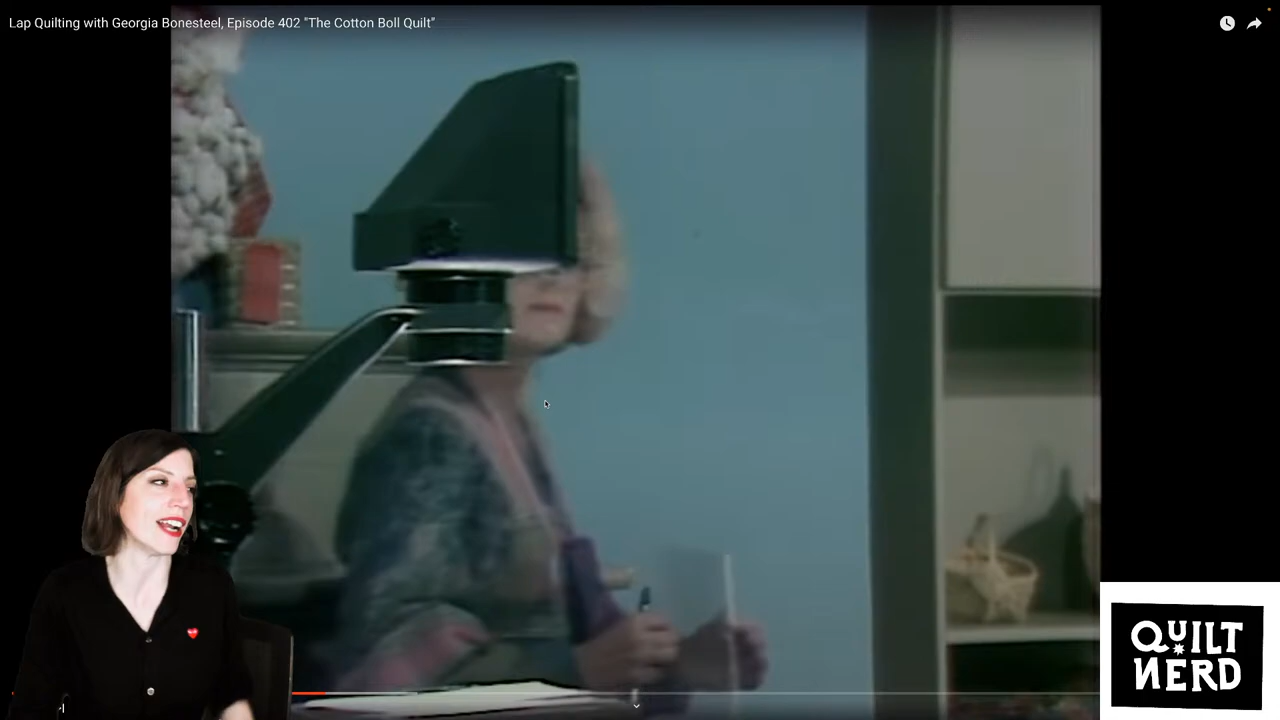 Lap Quilting with Georgia Bonesteel, Episode 402 "The Cotton Boll Quilt"
QUILT
NERD